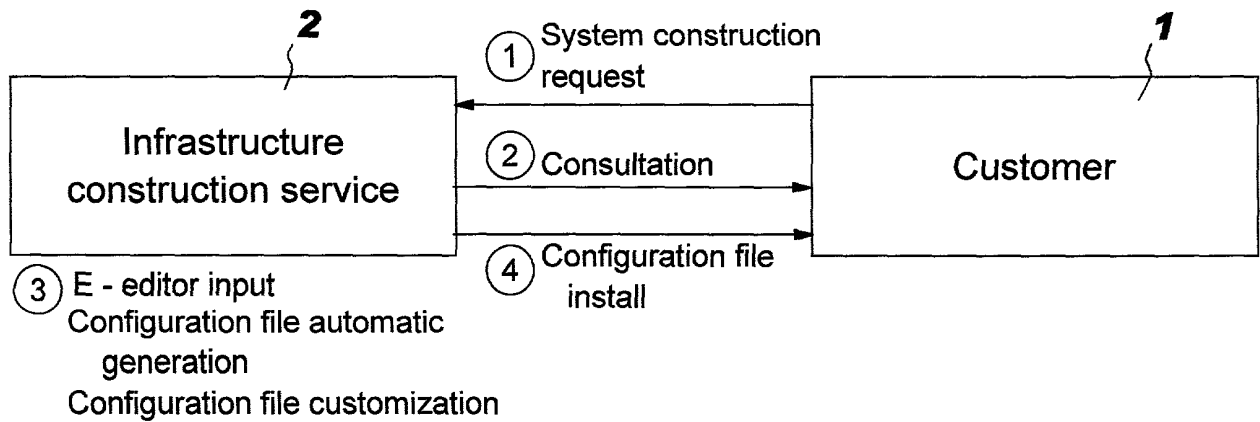 2
1
1 System construction
request
Infrastructure
construction service
2 Consultation
Customer
4 Configuration file
install
3 E - editor input
Configuration file automatic
generation
Configuration file customization